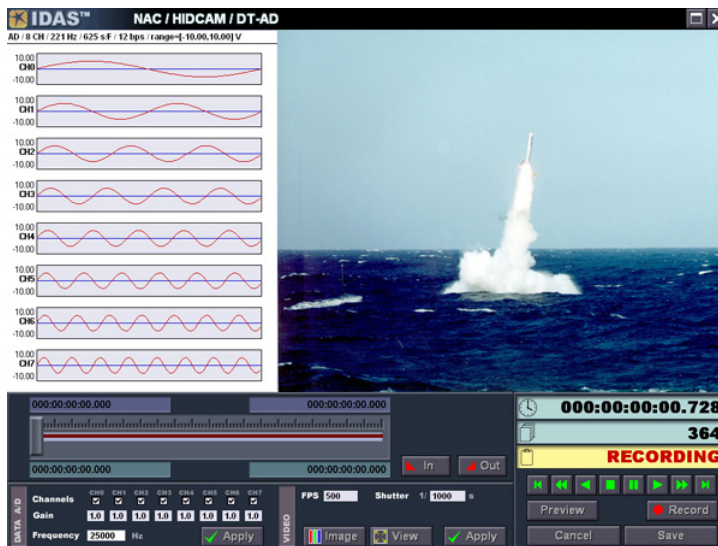 IDAS™ NAC / HIDCAM / DT-AD
AD / 8 CH / 221 Hz / 625 s/F / 12 bps / range=[-10.00,10.00] V
10.00
CH0
-10.00
10.00
CH1
-10.00
10.00
CH2
-10.00
10.00
CH3
-10.00
10.00
CH4
-10.00
10.00
CH5
-10.00
10.00
CH6
-10.00
10.00
CH7
-10.00
000:00:00:00.000 000:00:00:00.000
000:00:00:00.000 000:00:00:00.000
In Out
000:00:00:00.728
364
RECORDING
DATA A/D
CH0 CH1 CH2 CH3 CH4 CH5 CH6 CH7
Channels
Gain 1.0 1.0 1.0 1.0 1.0 1.0 1.0 1.0
Frequency 25000 Hz Apply
VIDEO
FPS 500 Shutter 1/ 1000 s
Image View Apply
Preview Record
Cancel Save